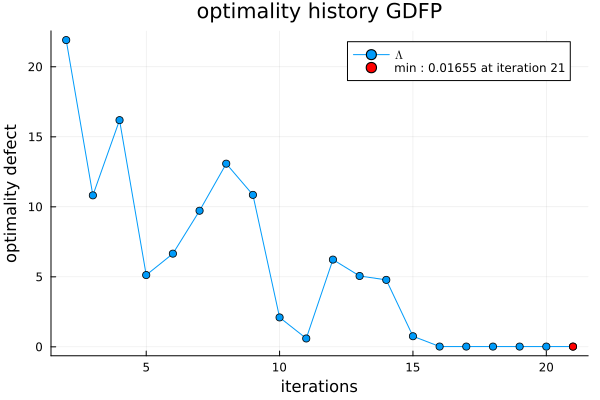 optimality history GDFP
Λ
min : 0.01655 at iteration 21
optimality defect
20
15
10
5
0
5
10
15
20
iterations